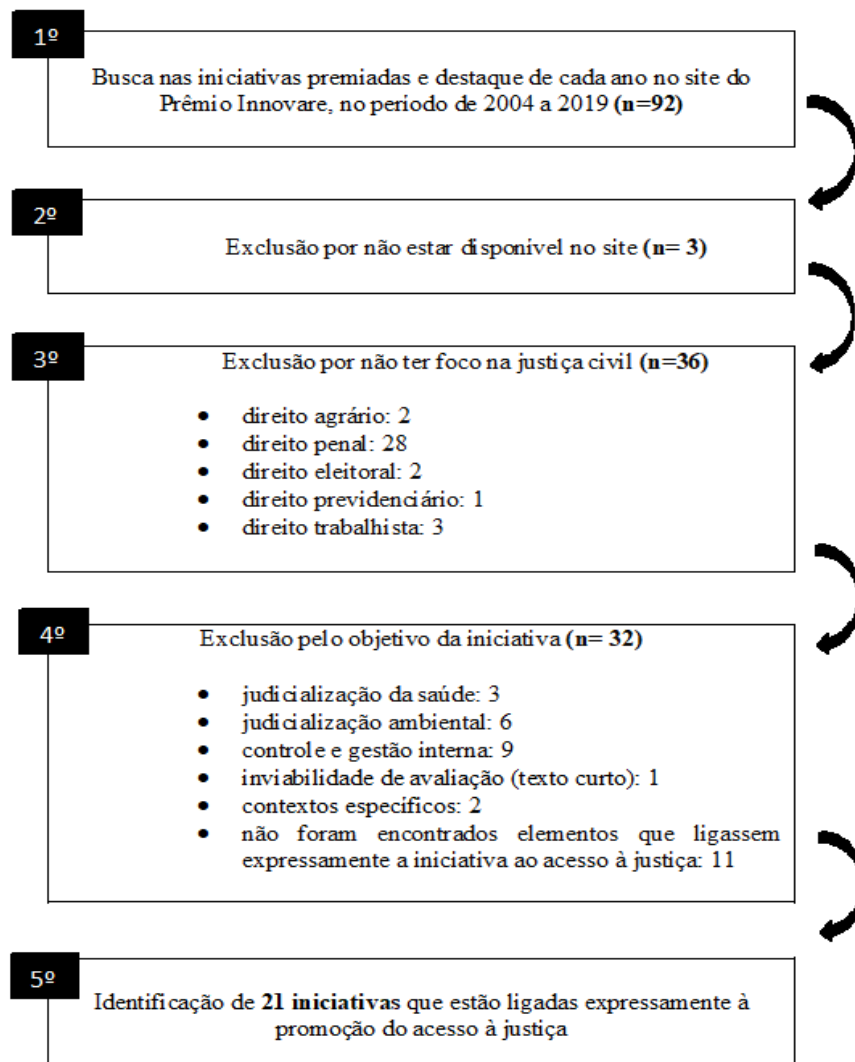 1º
Busca nas iniciativas premiadas e destaque de cada ano no site do
Prêmio Innovare, no período de 2004 a 2019 (n=92)
2º
Exclusão por não estar disponível no site (n= 3)
3º
Exclusão por não ter foco na justiça civil (n=36)
• direito agrário: 2
• direito penal: 28
• direito eleitoral: 2
• direito previdenciário: 1
• direito trabalhista: 3
4º
Exclusão pelo objetivo da iniciativa (n= 32)
• judicialização da saúde: 3
• judicialização ambiental: 6
• controle e gestão interna: 9
• inviabilidade de avaliação (texto curto): 1
• contextos específicos: 2
• não foram encontrados elementos que ligassem
expressamente a iniciativa ao acesso à justiça: 11
5º
Identificação de 21 iniciativas que estão ligadas expressamente à
promoção do acesso à justiça